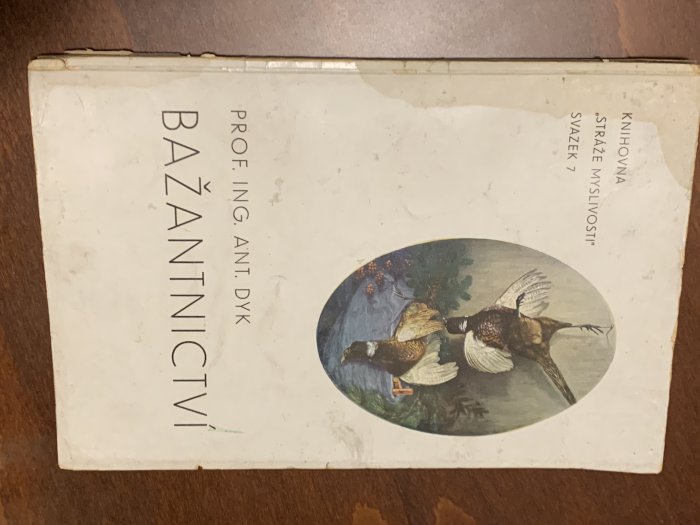 KNIHOVNA
„STRÁŽE MYSLIVOSTI“
SVAZEK 7
PROF. ING. ANT. DYK
BAŽANTNICTVÍ